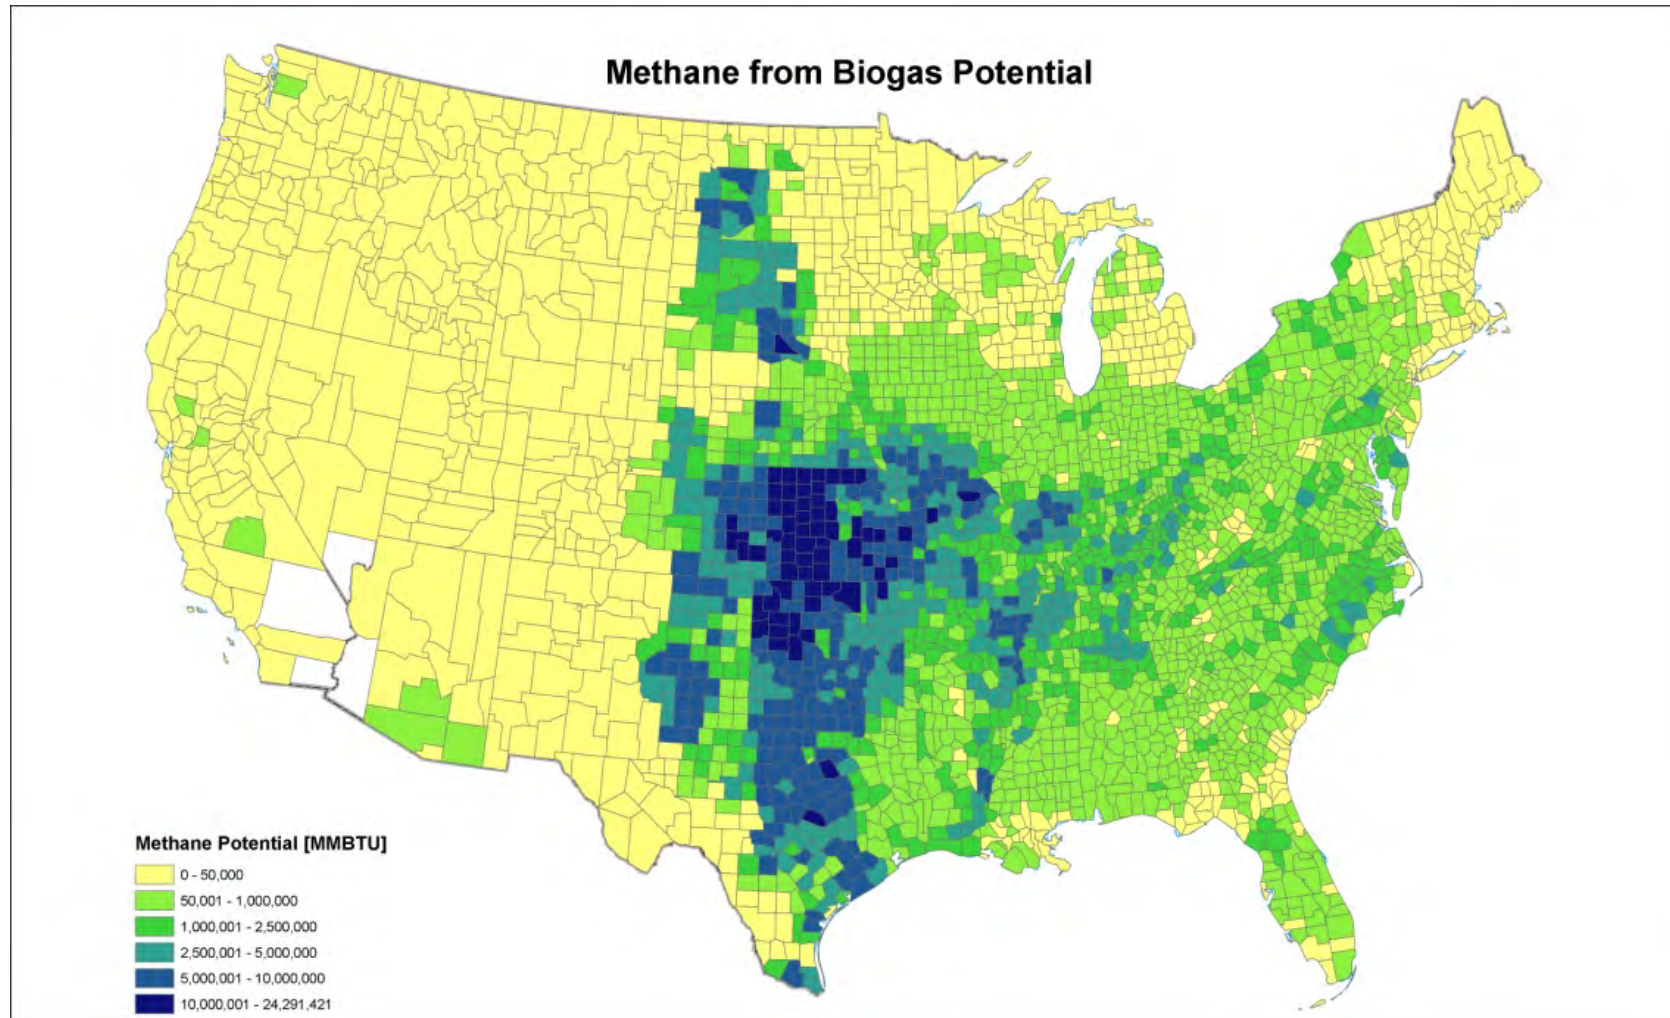 Methane from Biogas Potential
Methane Potential [MMBTU]
0 - 50,000
50,001 - 1,000,000
1,000,001 - 2,500,000
2,500,001 - 5,000,000
5,000,001 - 10,000,000
10,000,001 - 24,291,421